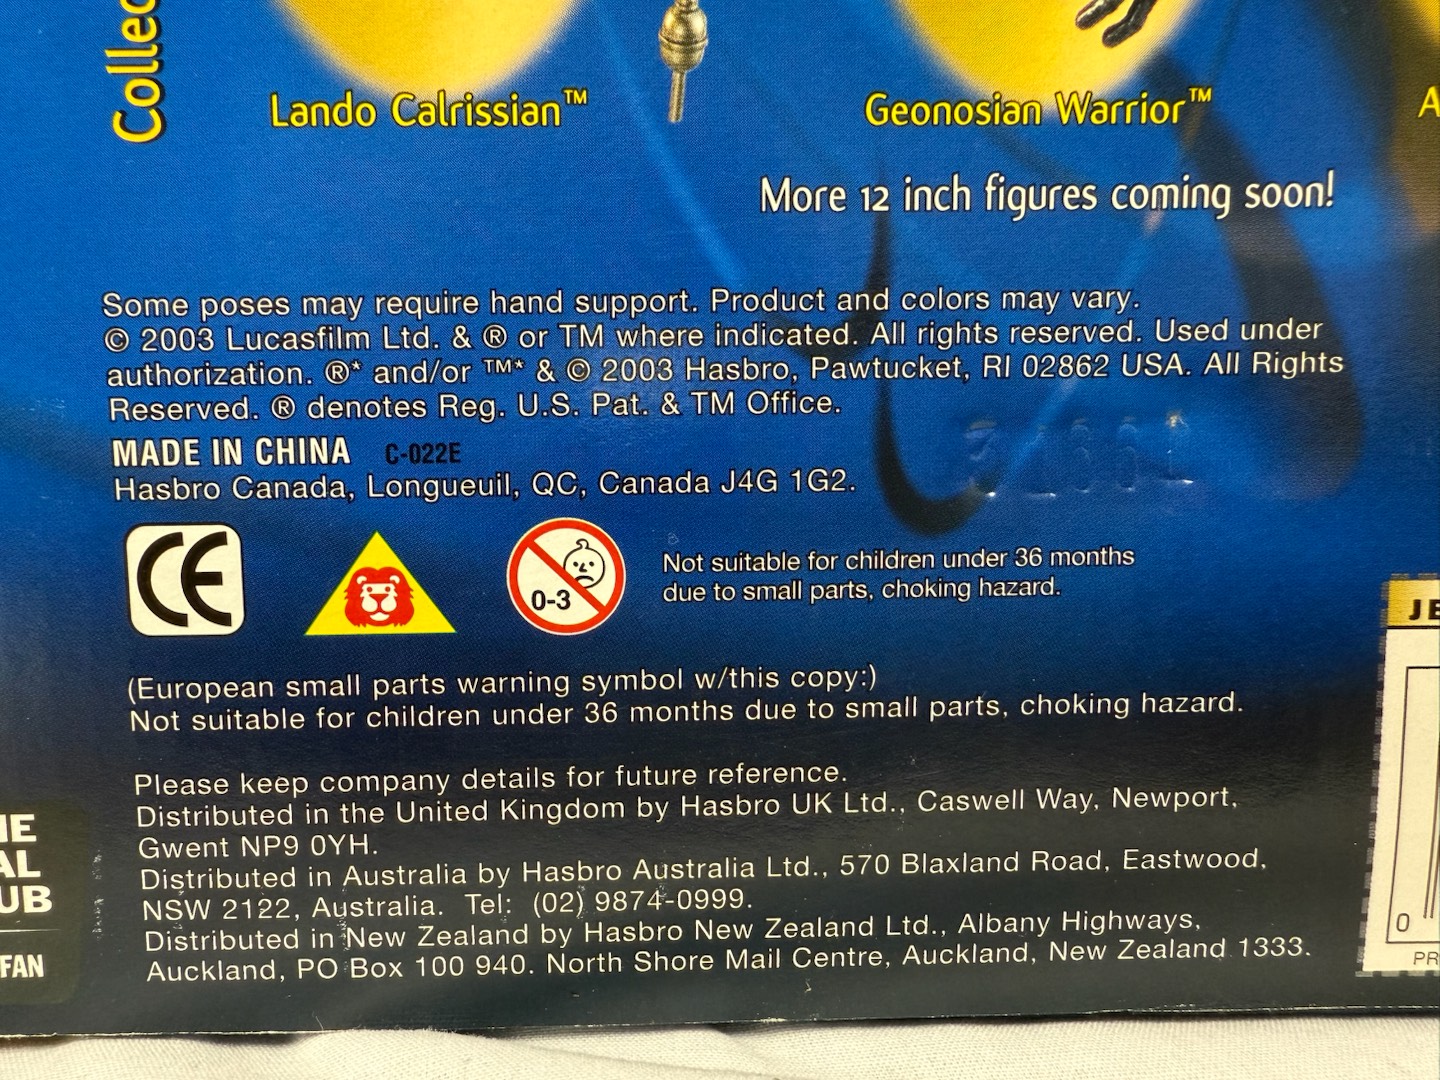 Collec
Lando Calrissian™
Geonosian Warrior™
A
More 12 inch figures coming soon!
Some poses may require hand support. Product and colors may vary.
© 2003 Lucasfilm Ltd. & ® or TM where indicated. All rights reserved. Used under
authorization. ®* and/or ™* & © 2003 Hasbro, Pawtucket, RI 02862 USA. All Rights
Reserved. ® denotes Reg. U.S. Pat. & TM Office.
MADE IN CHINA C-022E
Hasbro Canada, Longueuil, QC, Canada J4G 1G2.
CE
0-3
Not suitable for children under 36 months
due to small parts, choking hazard.
JE
(European small parts warning symbol w/this copy:)
Not suitable for children under 36 months due to small parts, choking hazard.
Please keep company details for future reference.
Distributed in the United Kingdom by Hasbro UK Ltd., Caswell Way, Newport,
Gwent NP9 0YH.
Distributed in Australia by Hasbro Australia Ltd., 570 Blaxland Road, Eastwood,
NSW 2122, Australia. Tel: (02) 9874-0999.
Distributed in New Zealand by Hasbro New Zealand Ltd., Albany Highways,
Auckland, PO Box 100 940. North Shore Mail Centre, Auckland, New Zealand 1333.
IE
AL
UB
FAN
0
PR